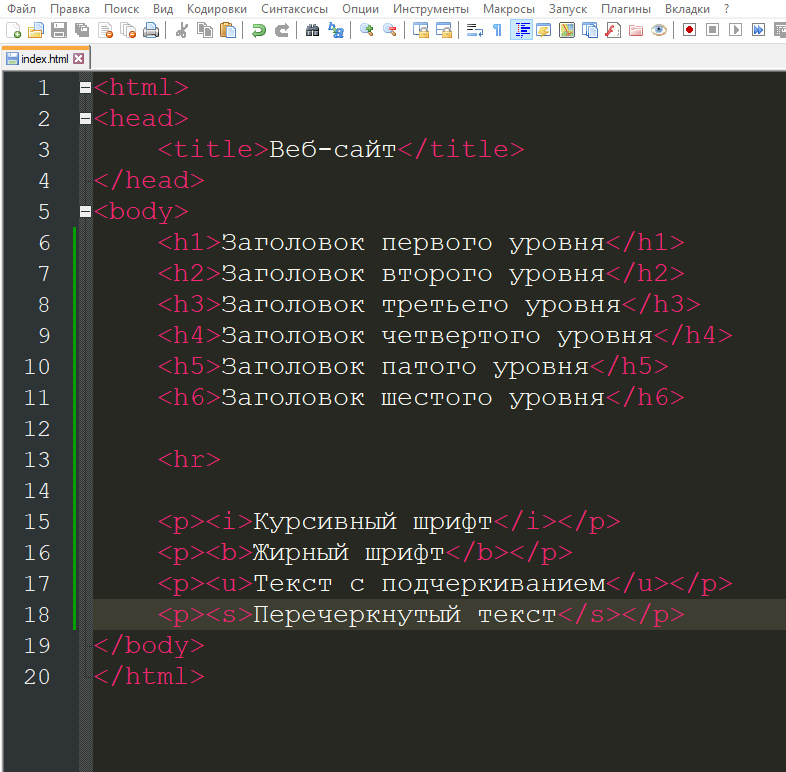 Файл Правка Поиск Вид Кодировки Синтаксисы Опции Инструменты Макросы Запуск Плагины Вкладки ?
index.html
1 <html>
2 <head>
3 <title>Веб-сайт</title>
4 </head>
5 <body>
6 <h1>Заголовок первого уровня</h1>
7 <h2>Заголовок второго уровня</h2>
8 <h3>Заголовок третьего уровня</h3>
9 <h4>Заголовок четвертого уровня</h4>
10 <h5>Заголовок патого уровня</h5>
11 <h6>Заголовок шестого уровня</h6>
12
13 <hr>
14
15 <p><i>Курсивный шрифт</i></p>
16 <p><b>Жирный шрифт</b></p>
17 <p><u>Текст с подчеркиванием</u></p>
18 <p><s>Перечеркнутый текст</s></p>
19 </body>
20 </html>